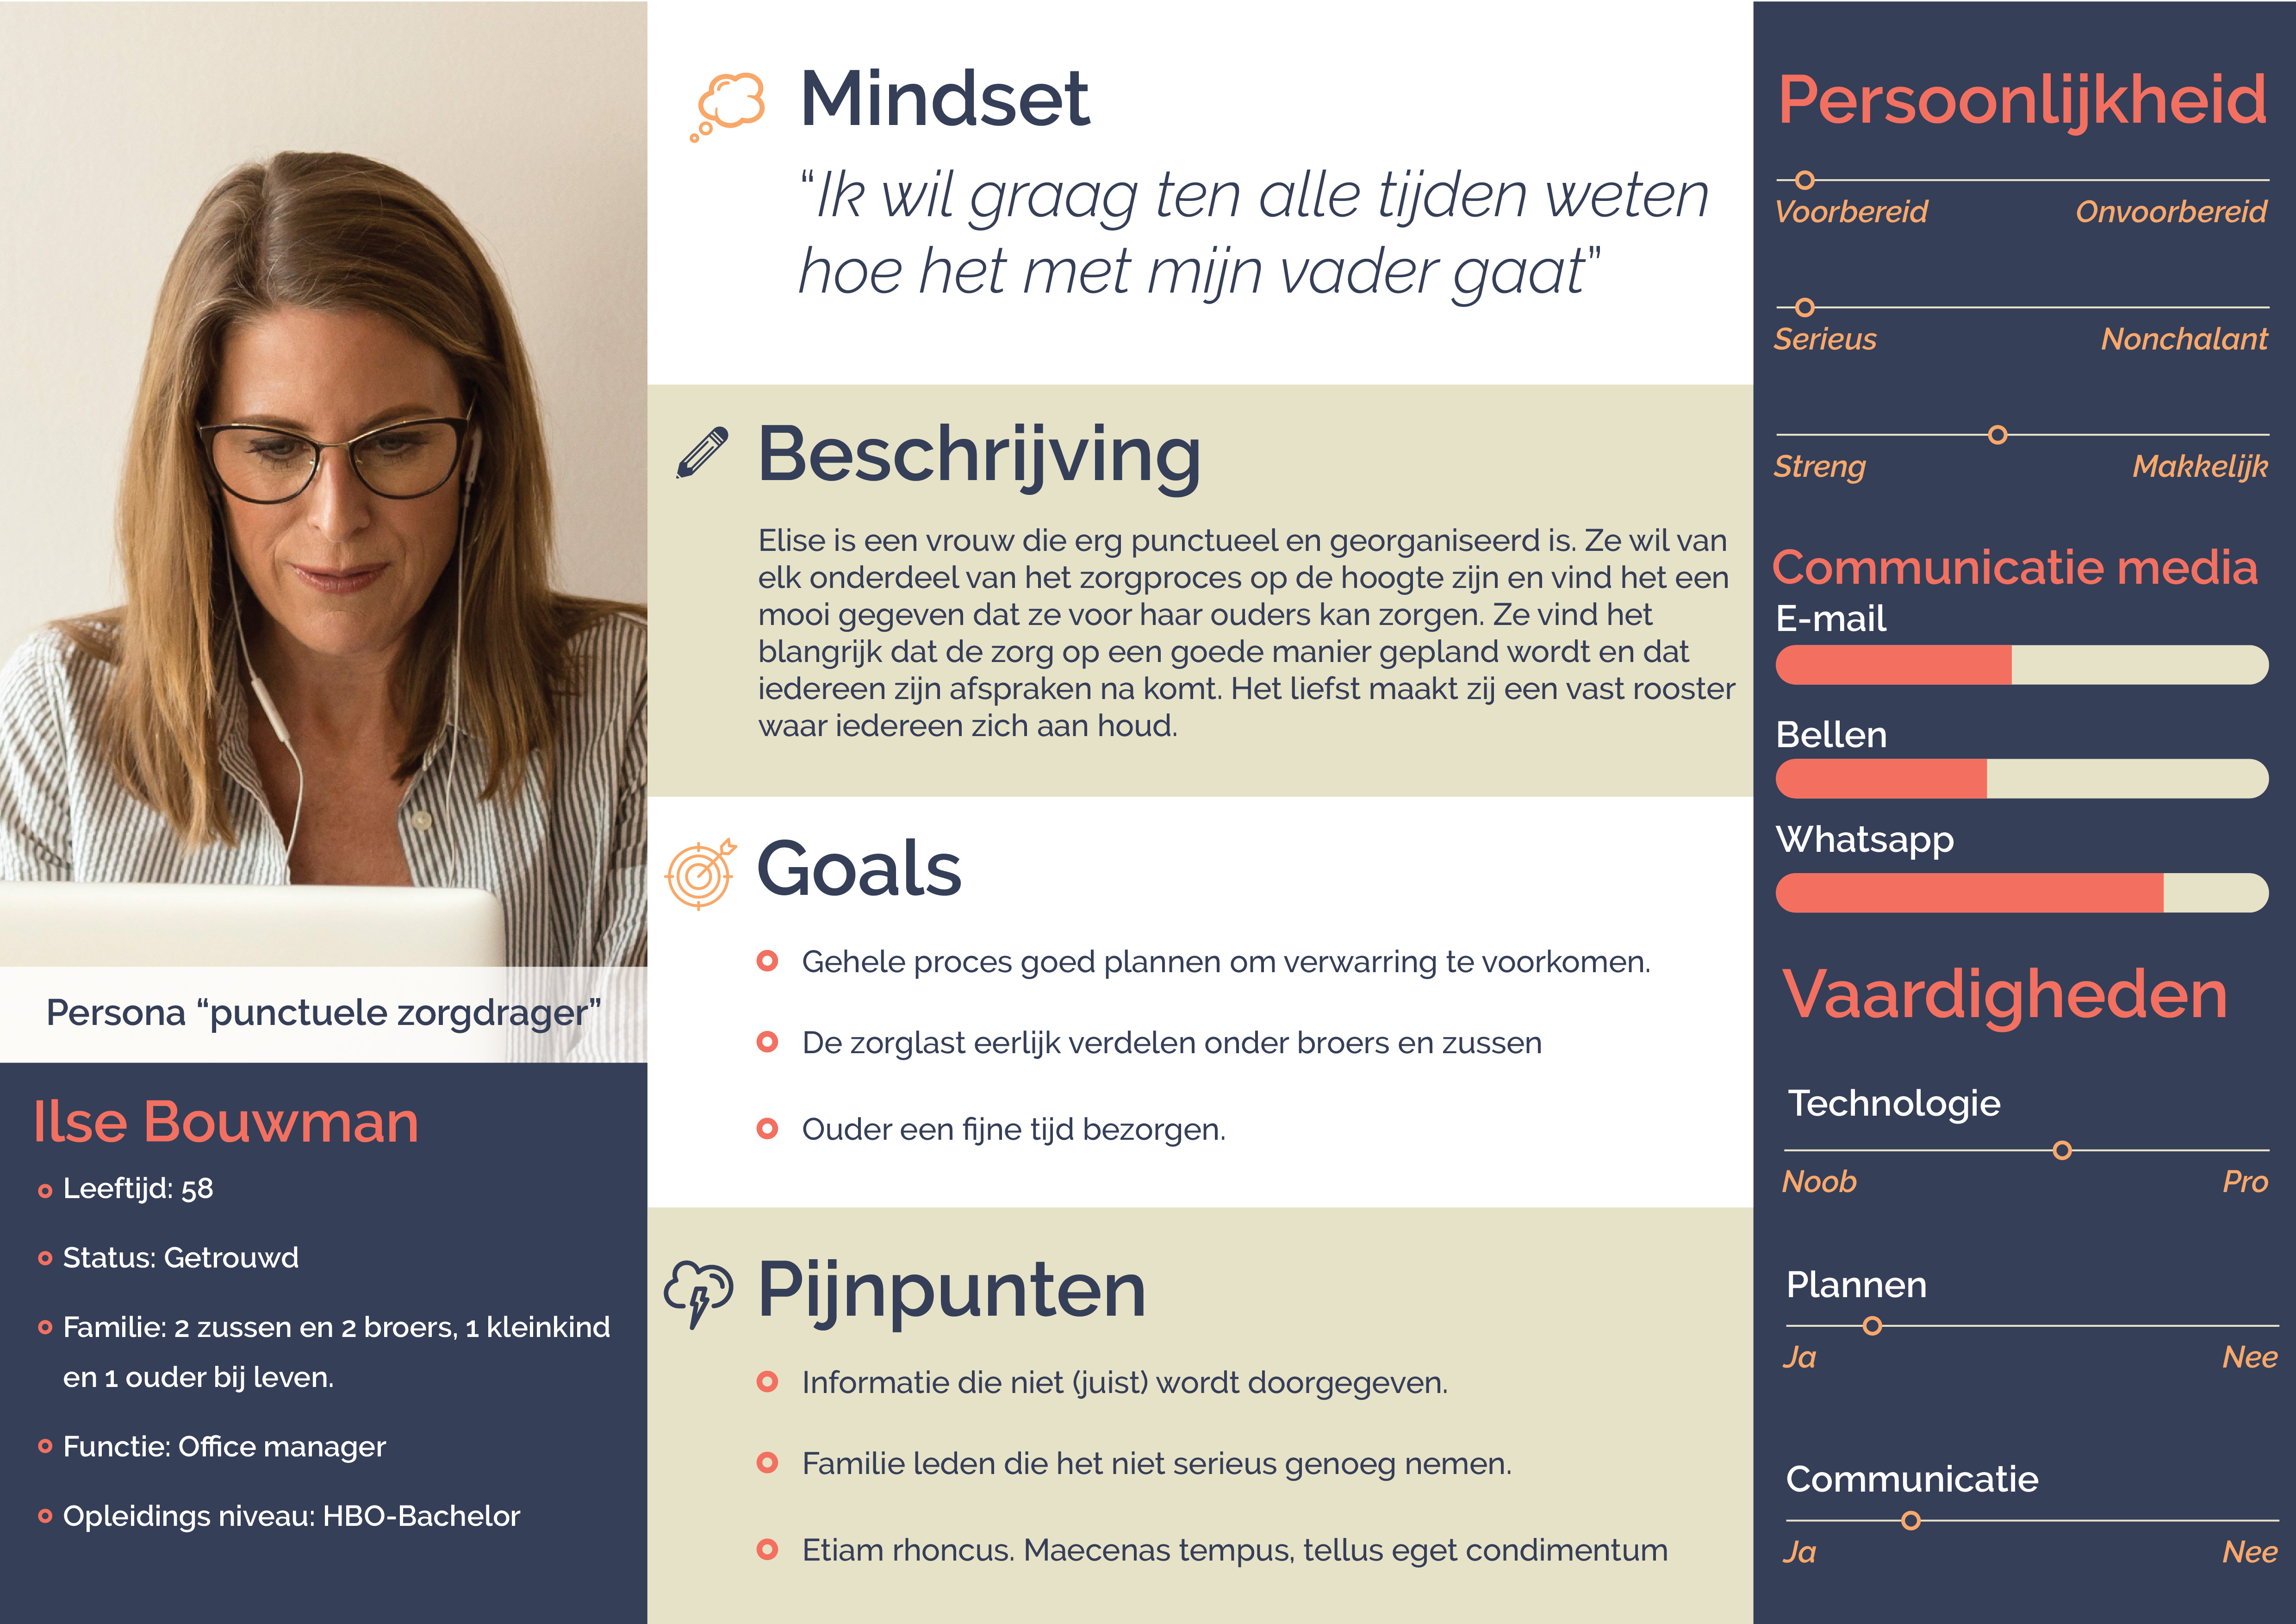 Mindset
“Ik wil graag ten alle tijden weten
hoe het met mijn vader gaat”
Beschrijving
Elise is een vrouw die erg punctueel en georganiseerd is. Ze wil van
elk onderdeel van het zorgproces op de hoogte zijn en vind het een
mooi gegeven dat ze voor haar ouders kan zorgen. Ze vind het
blangrijk dat de zorg op een goede manier gepland wordt en dat
iedereen zijn afspraken na komt. Het liefst maakt zij een vast rooster
waar iedereen zich aan houd.
Goals
Gehele proces goed plannen om verwarring te voorkomen.
De zorglast eerlijk verdelen onder broers en zussen
Ouder een fijne tijd bezorgen.
Pijnpunten
Informatie die niet (juist) wordt doorgegeven.
Familie leden die het niet serieus genoeg nemen.
Etiam rhoncus. Maecenas tempus, tellus eget condimentum
Persona “punctuele zorgdrager”
Ilse Bouwman
Leeftijd: 58
Status: Getrouwd
Familie: 2 zussen en 2 broers, 1 kleinkind
en 1 ouder bij leven.
Functie: Office manager
Opleidings niveau: HBO-Bachelor
Persoonlijkheid
Voorbereid Onvoorbereid
Serieus Nonchalant
Streng Makkelijk
Communicatie media
E-mail
Bellen
Whatsapp
Vaardigheden
Technologie
Noob Pro
Plannen
Ja Nee
Communicatie
Ja Nee